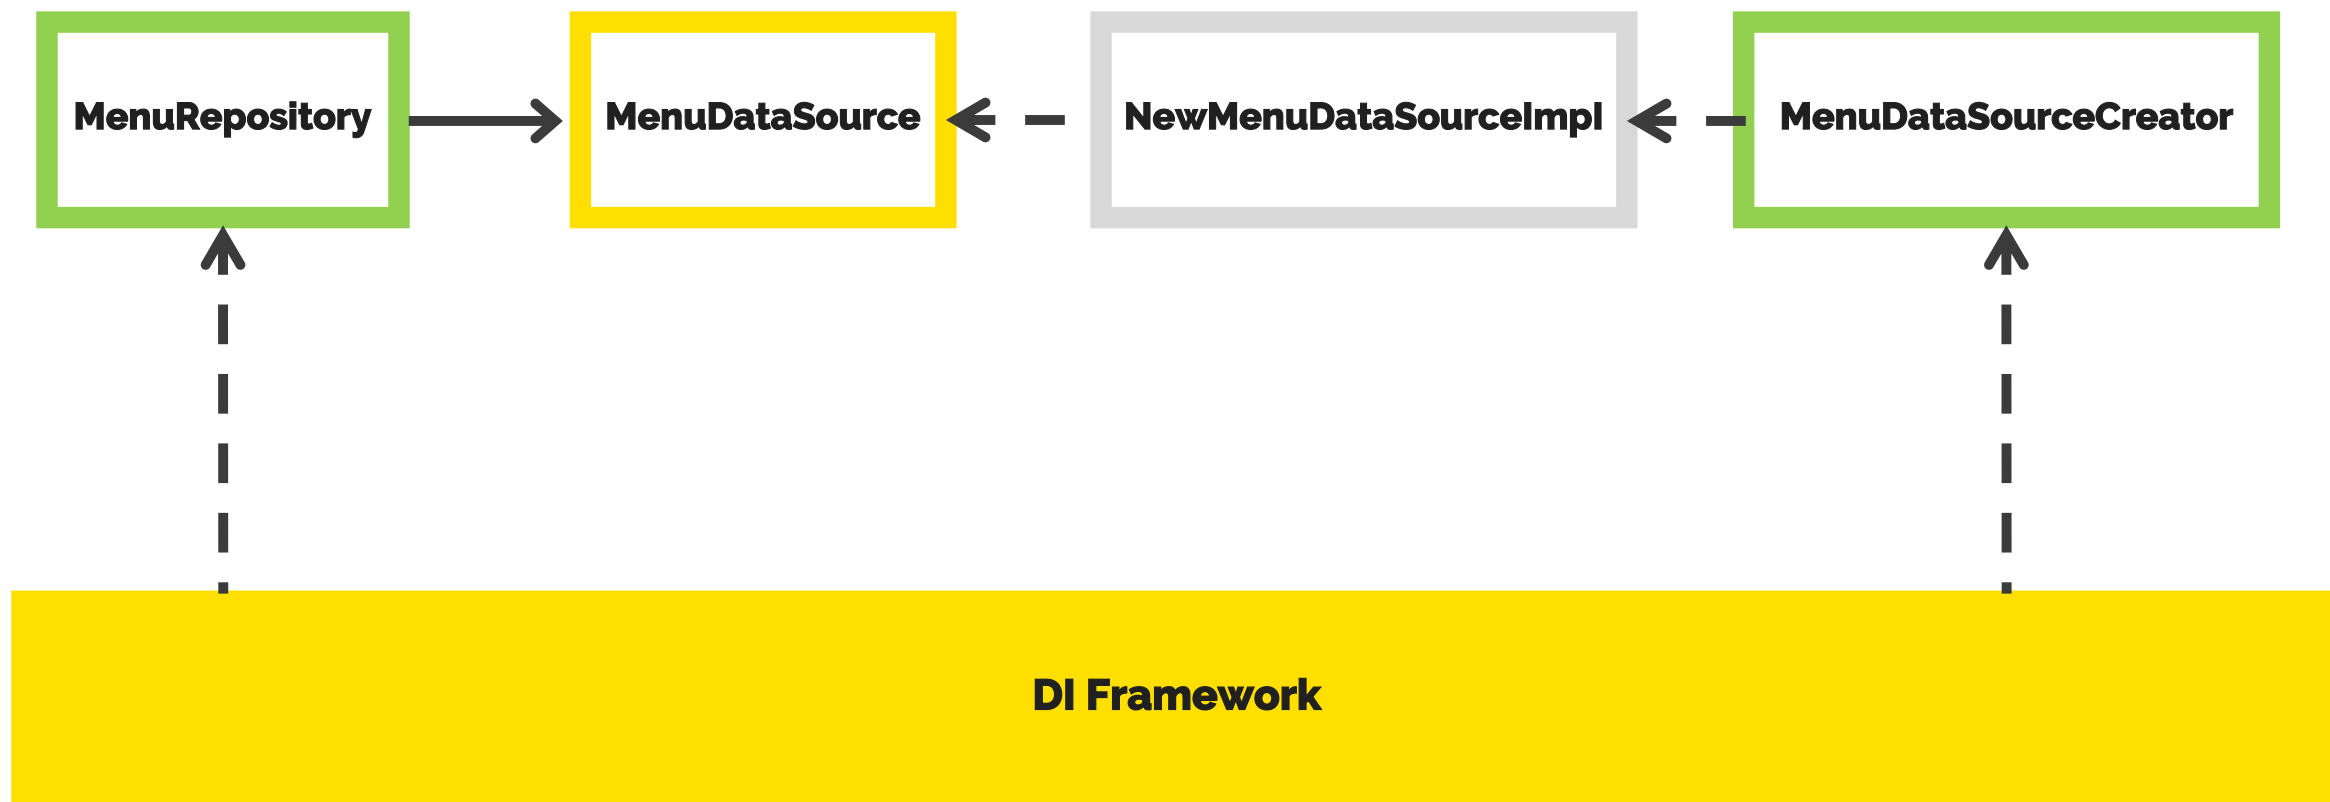 MenuRepository
MenuDataSource
NewMenuDataSourceImpl
MenuDataSourceCreator
DI Framework